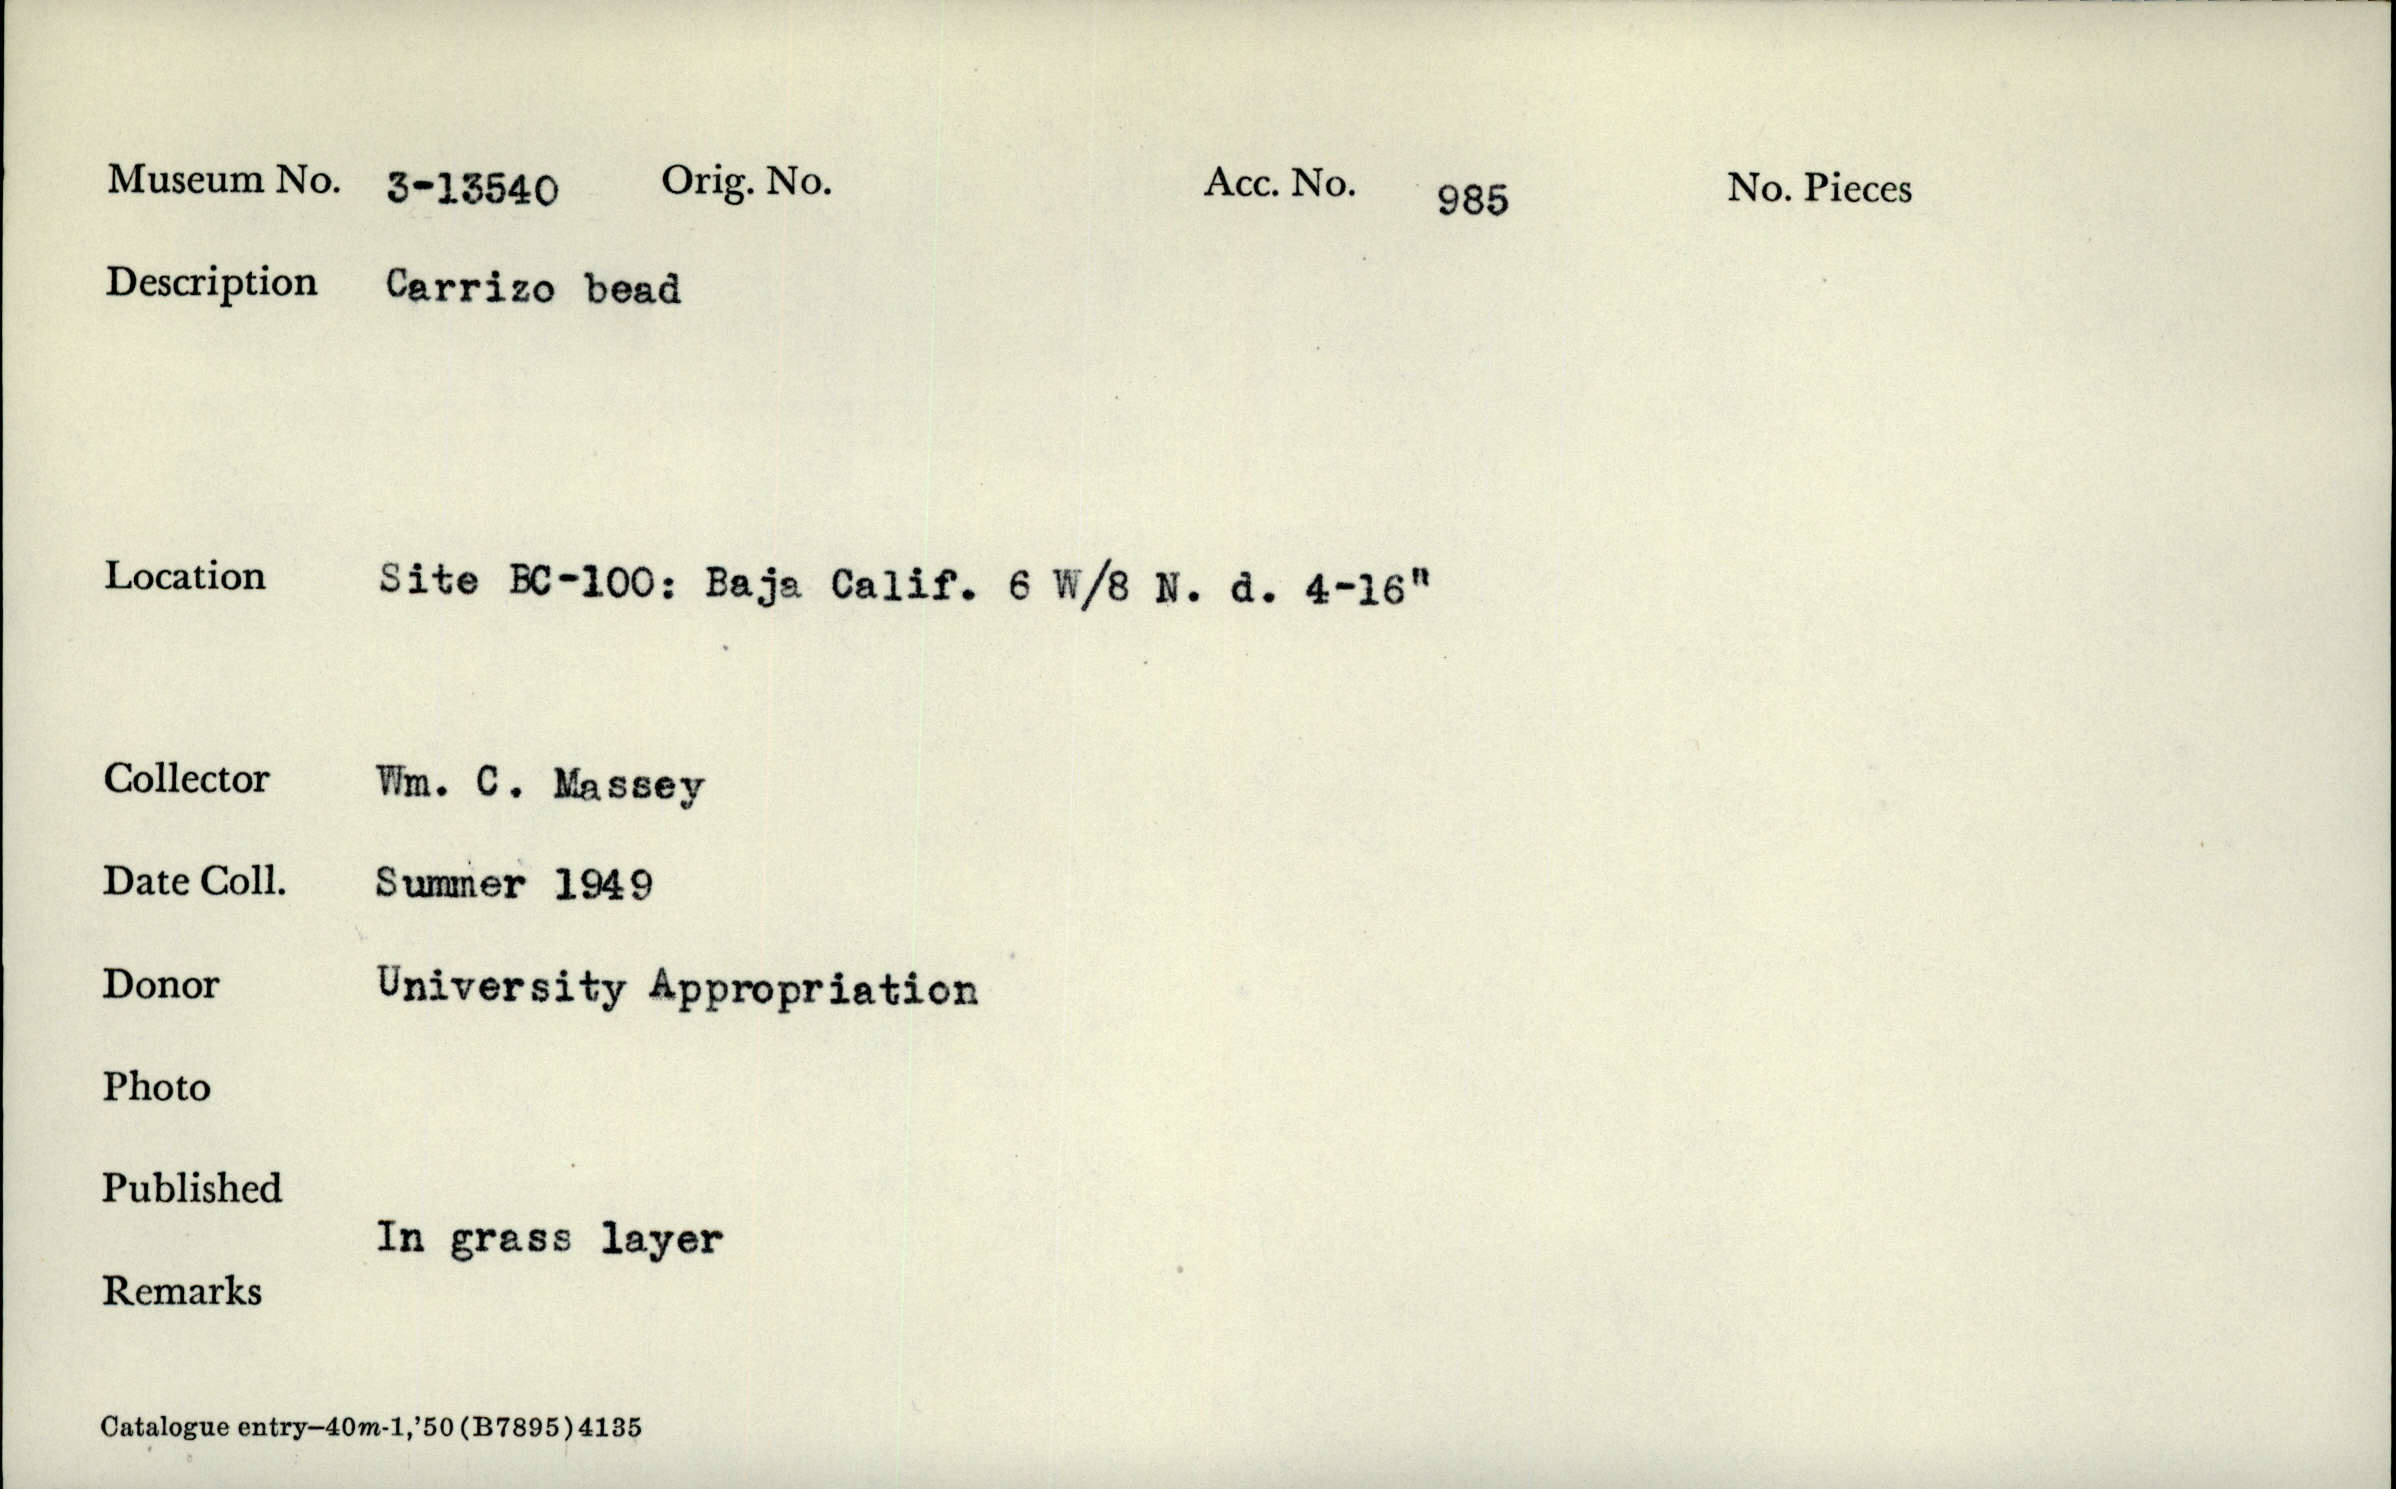 Museum No. 3-13540 Orig. No. Acc. No. 985 No. Pieces
Description Carrizo bead
Location Site BC-100: Baja Calif. 6 W/8 N. d. 4-16"
Collector Wm. C. Massey
Date Coll. Summer 1949
Donor University Appropriation
Photo
Published
In grass layer
Remarks
Catalogue entry—40m-1,'50(B7895)4135